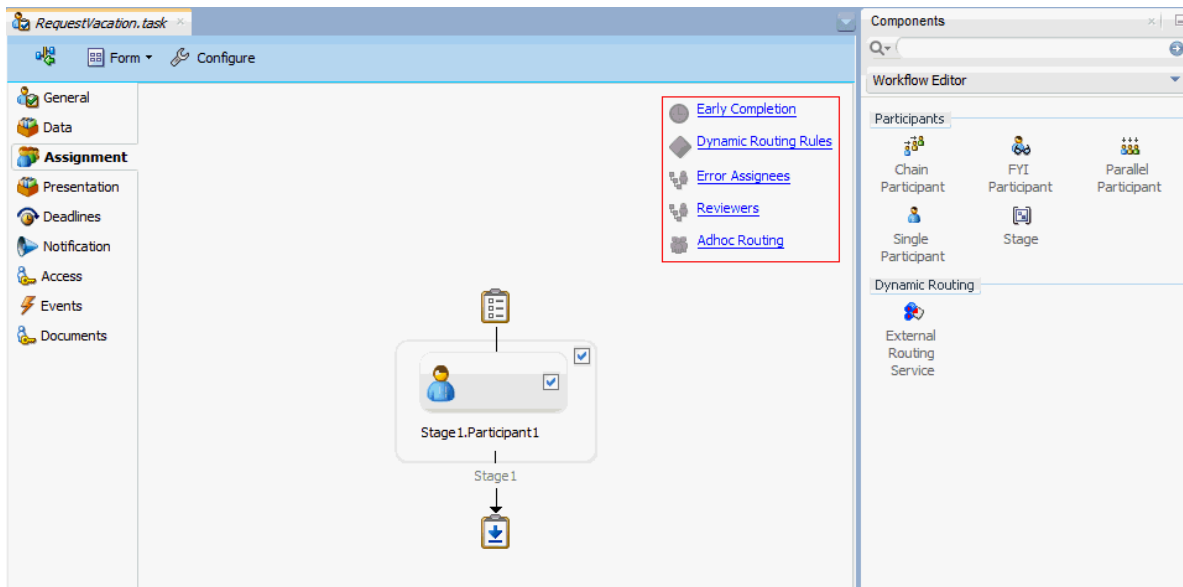 RequestVacation.task
Form
Configure
General
Data
Assignment
Presentation
Deadlines
Notification
Access
Events
Documents
Early Completion
Dynamic Routing Rules
Error Assignees
Reviewers
Adhoc Routing
Stage1.Participant1
Stage1
Components
Workflow Editor
Participants
Chain
Participant
FYI
Participant
Parallel
Participant
Single
Participant
Stage
Dynamic Routing
External
Routing
Service